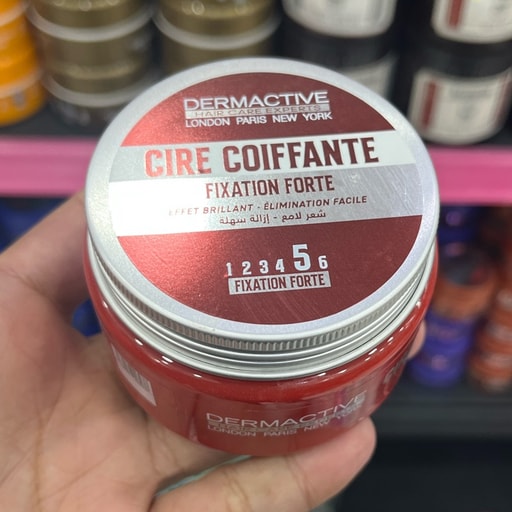 DERMACTIVE
HAIR CARE EXPERTS
LONDON PARIS NEW YORK
CIRE COIFFANTE
FIXATION FORTE
EFFET BRILLANT - ÉLIMINATION FACILE
شعر لامع - إزالة سهلة
1 2 3 4 5 6
FIXATION FORTE
DERMACTIVE
LONDON PARIS NEW YORK